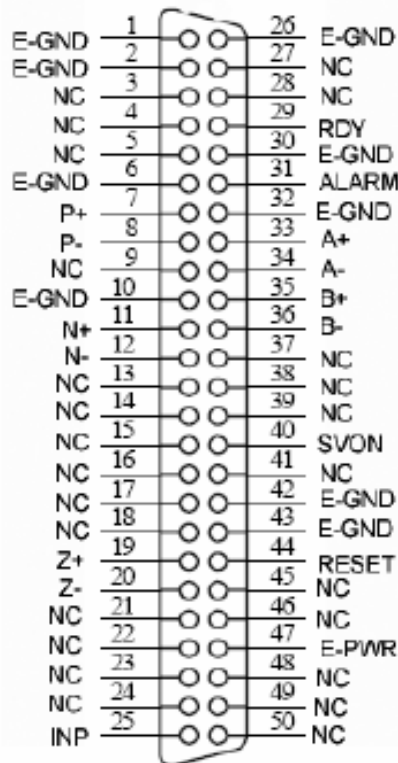 E-GND 1 26 E-GND
E-GND 2 27 NC
NC 3 28 NC
NC 4 29 RDY
NC 5 30 E-GND
E-GND 6 31 ALARM
P+ 7 32 E-GND
P- 8 33 A+
NC 9 34 A-
E-GND 10 35 B+
N+ 11 36 B-
N- 12 37 NC
NC 13 38 NC
NC 14 39 NC
NC 15 40 SVON
NC 16 41 NC
NC 17 42 E-GND
NC 18 43 E-GND
Z+ 19 44 RESET
Z- 20 45 NC
NC 21 46 NC
NC 22 47 E-PWR
NC 23 48 NC
NC 24 49 NC
INP 25 50 NC